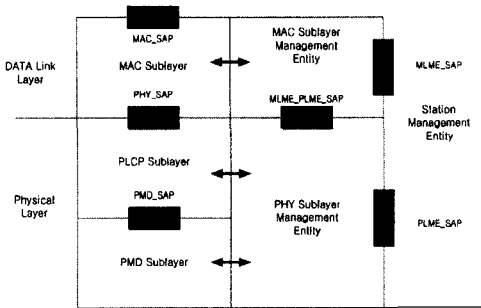 MAC_SAP
MAC Sublayer
Management
Entity
DATA Link
Layer
MAC Sublayer
MLME_SAP
PHY_SAP
MLME_PLME_SAP
Station
Management
Entity
PLCP Sublayer
Physical
Layer
PMD_SAP
PHY Sublayer
Management
Entity
PLME_SAP
PMD Sublayer